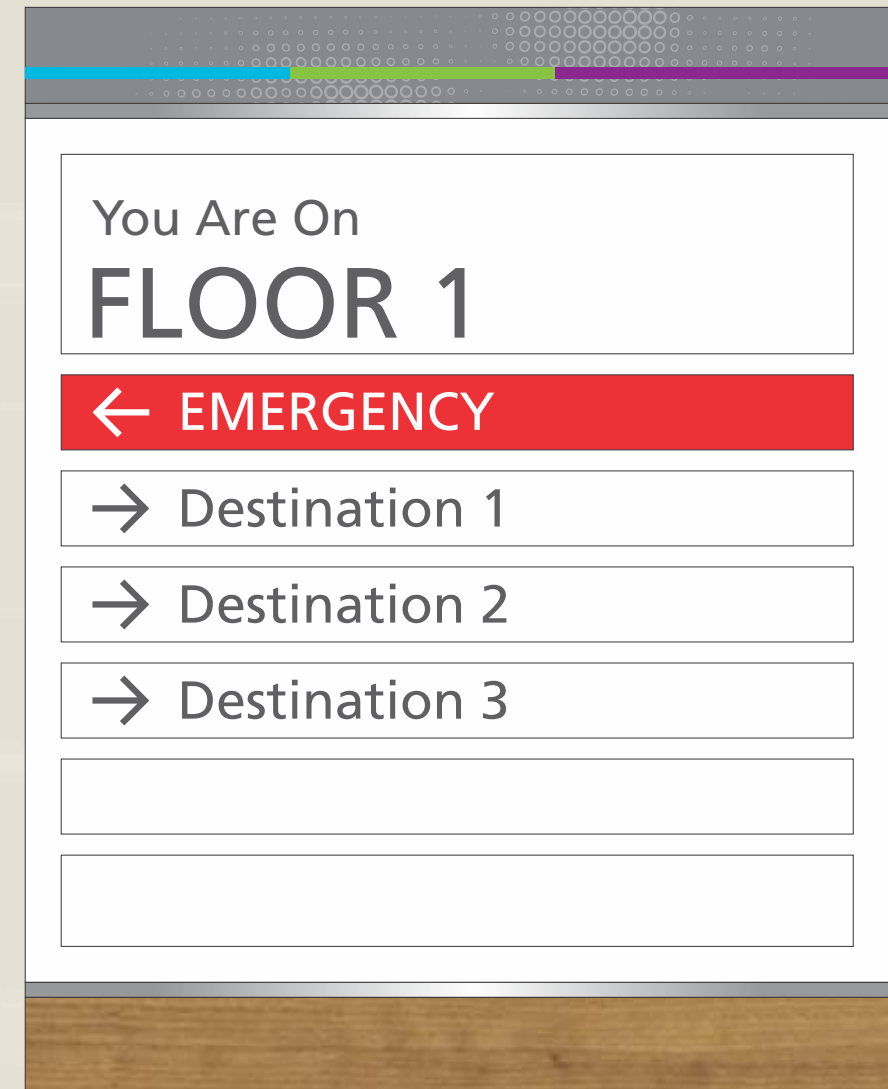 You Are On
FLOOR 1
← EMERGENCY
→ Destination 1
→ Destination 2
→ Destination 3